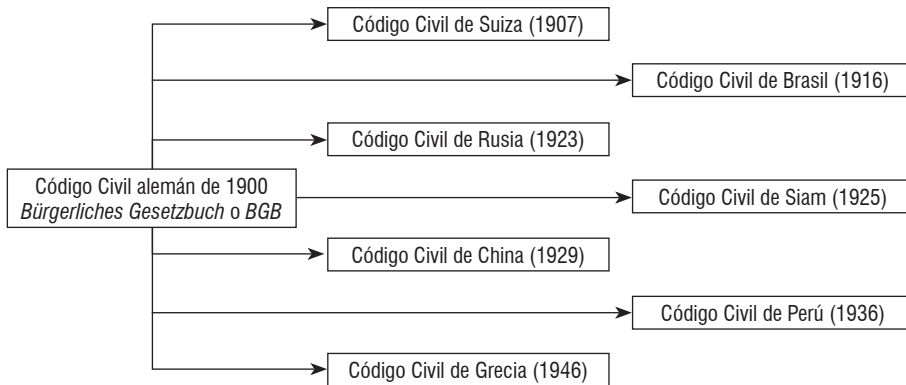 Código Civil de Suiza (1907)
Código Civil de Brasil (1916)
Código Civil de Rusia (1923)
Código Civil alemán de 1900
Bürgerliches Gesetzbuch o BGB
Código Civil de Siam (1925)
Código Civil de China (1929)
Código Civil de Perú (1936)
Código Civil de Grecia (1946)